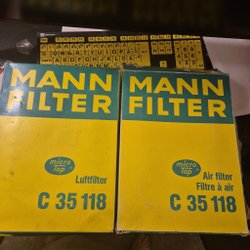 MANN
FILTER
micro
Top
Luftfilter
C 35 118
MANN
FILTER
micro
Top
Air filter
Filtre à air
C 35 118